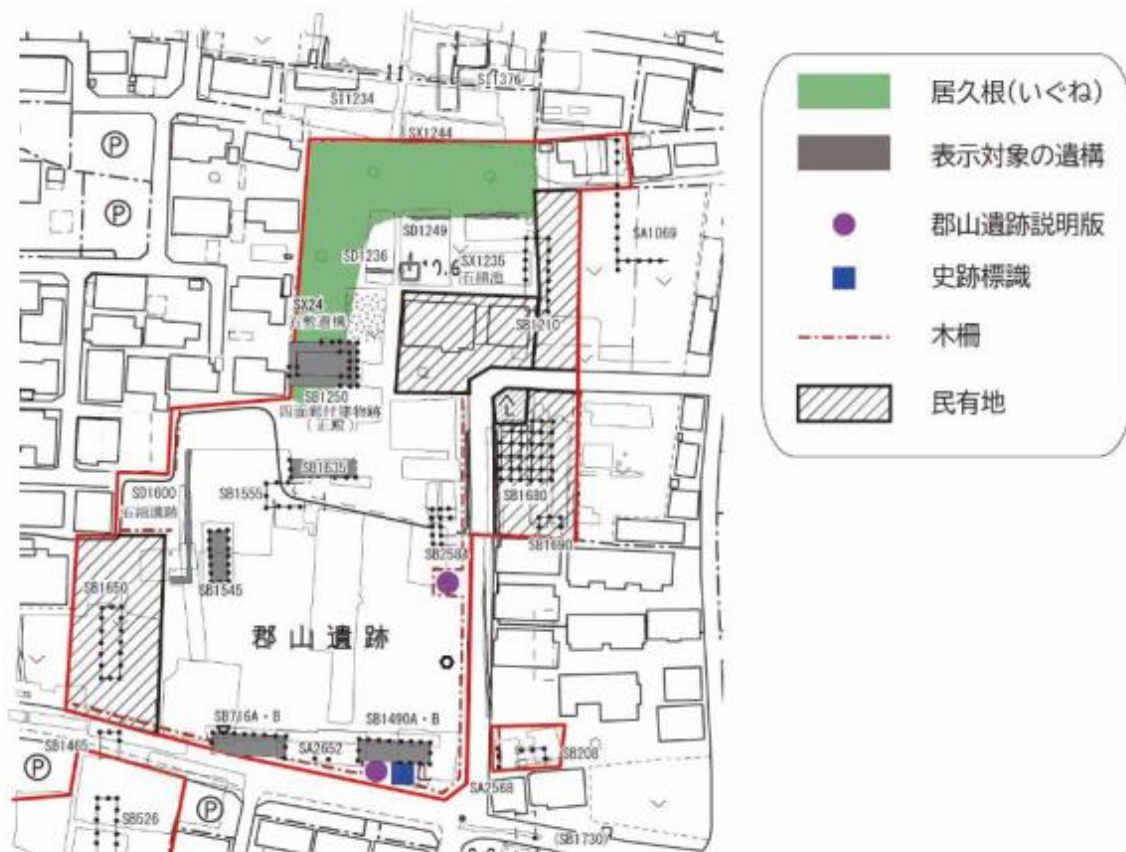 SI1376
SI1234
SX1244
P
P
SD1249
SA1069
SD1236
SX1235
石組池
SX24
石敷遺構
SB1210
SB1250
四面廂付建物跡
(正殿)
SB1635
SD1600
石組遺跡
SB1555
SB1680
SB1690
SB1545
SB1650
郡山遺跡
SB716A・B
SB1490A・B
SB1465
SA2652
SB208
SA2568
P
P
SB526
(SB1730)
居久根(いぐね)
表示対象の遺構
郡山遺跡説明版
史跡標識
木柵
民有地